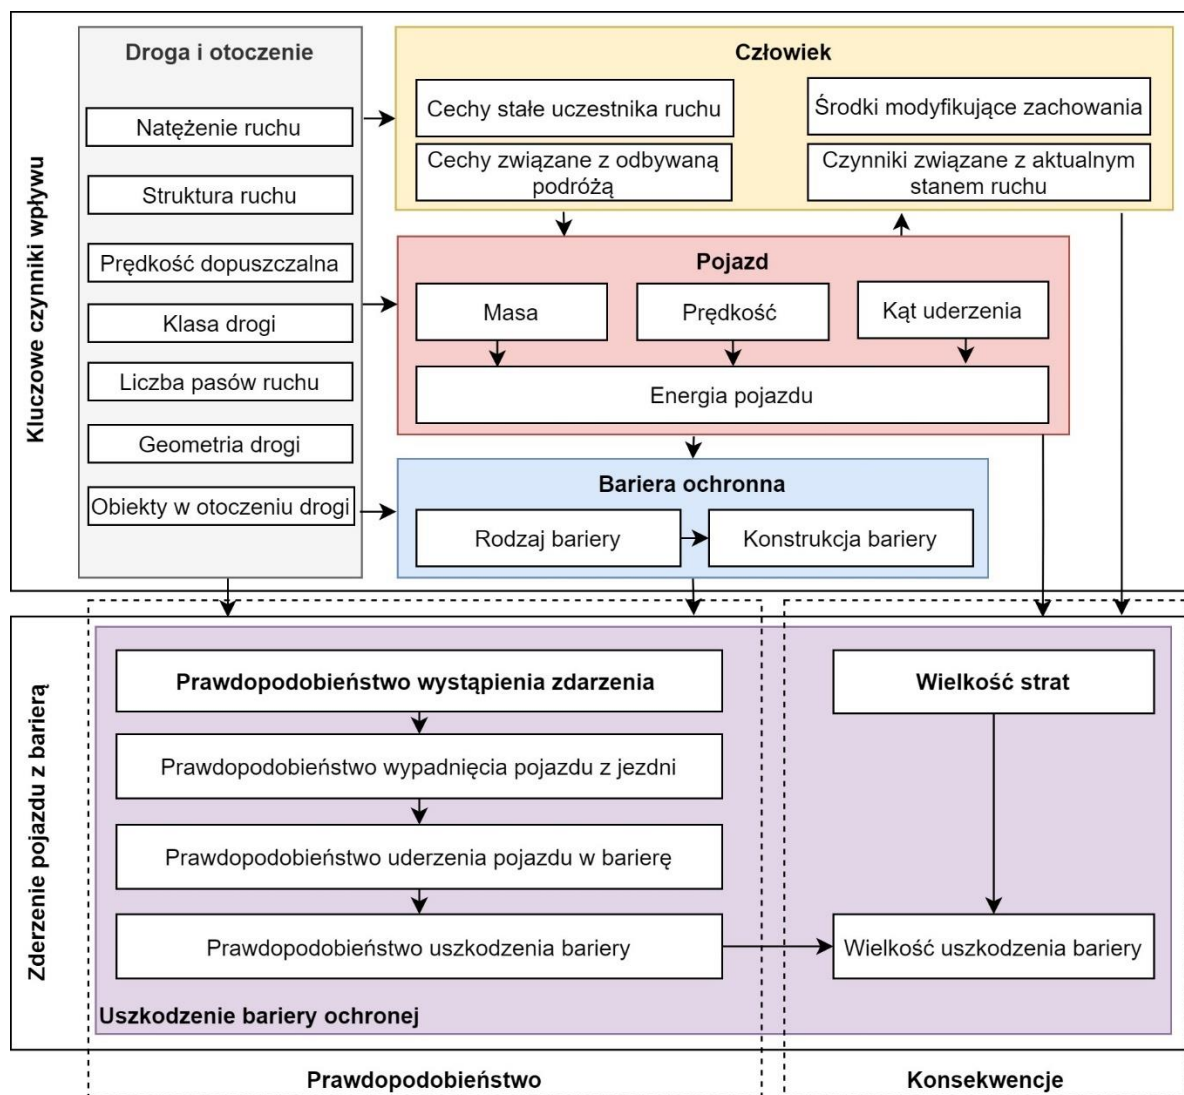 Kluczowe czynniki wpływu
Droga i otoczenie
Natężenie ruchu
Struktura ruchu
Prędkość dopuszczalna
Klasa drogi
Liczba pasów ruchu
Geometria drogi
Obiekty w otoczeniu drogi
Człowiek
Cechy stałe uczestnika ruchu
Środki modyfikujące zachowania
Cechy związane z odbywaną
podróżą
Czynniki związane z aktualnym
stanem ruchu
Pojazd
Masa
Prędkość
Kąt uderzenia
Energia pojazdu
Bariera ochronna
Rodzaj bariery
Konstrukcja bariery
Zderzenie pojazdu z barierą
Prawdopodobieństwo wystąpienia zdarzenia
Prawdopodobieństwo wypadnięcia pojazdu z jezdni
Prawdopodobieństwo uderzenia pojazdu w barierę
Prawdopodobieństwo uszkodzenia bariery
Wielkość strat
Wielkość uszkodzenia bariery
Uszkodzenie bariery ochronej
Prawdopodobieństwo
Konsekwencje